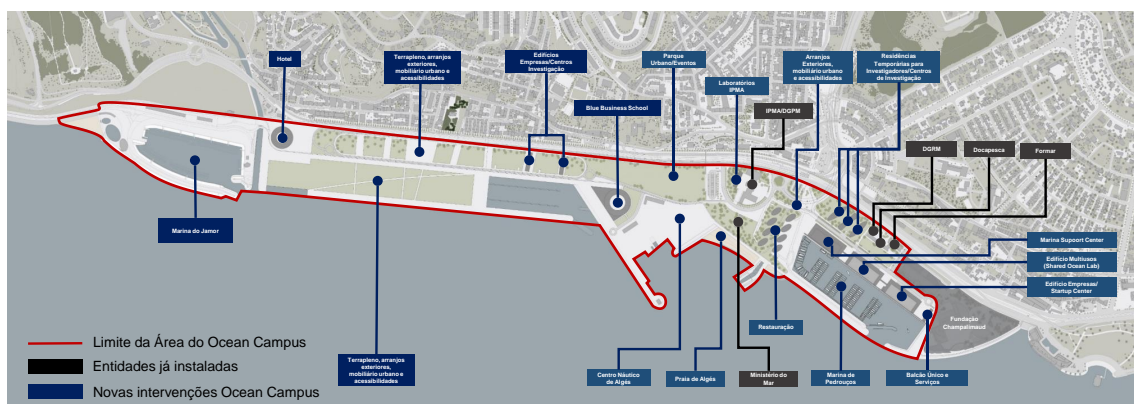 Hotel
Terrapleno, arranjos
exteriores,
mobiliário urbano e
acessibilidades
Edifícios
Empresas/Centros
Investigação
Blue Business School
Parque
Urbano/Eventos
Laboratórios
IPMA
IPMA/DGPM
Arranjos
Exteriores,
mobiliário urbano
e acessibilidades
Residências
Temporárias para
Investigadores/Centros
de Investigação
DGRM
Docapesca
Formar
Marina do Jamor
Marina Supoort Center
Edifício Multiusos
(Shared Ocean Lab)
Edifício Empresas/
Startup Center
Fundação
Champalimaud
Restauração
Terrapleno, arranjos
exteriores,
mobiliário urbano e
acessibilidades
Centro Náutico
de Algés
Praia de Algés
Ministério do
Mar
Marina de
Pedrouços
Balcão Único e
Serviços
Limite da Área do Ocean Campus
Entidades já instaladas
Novas intervenções Ocean Campus